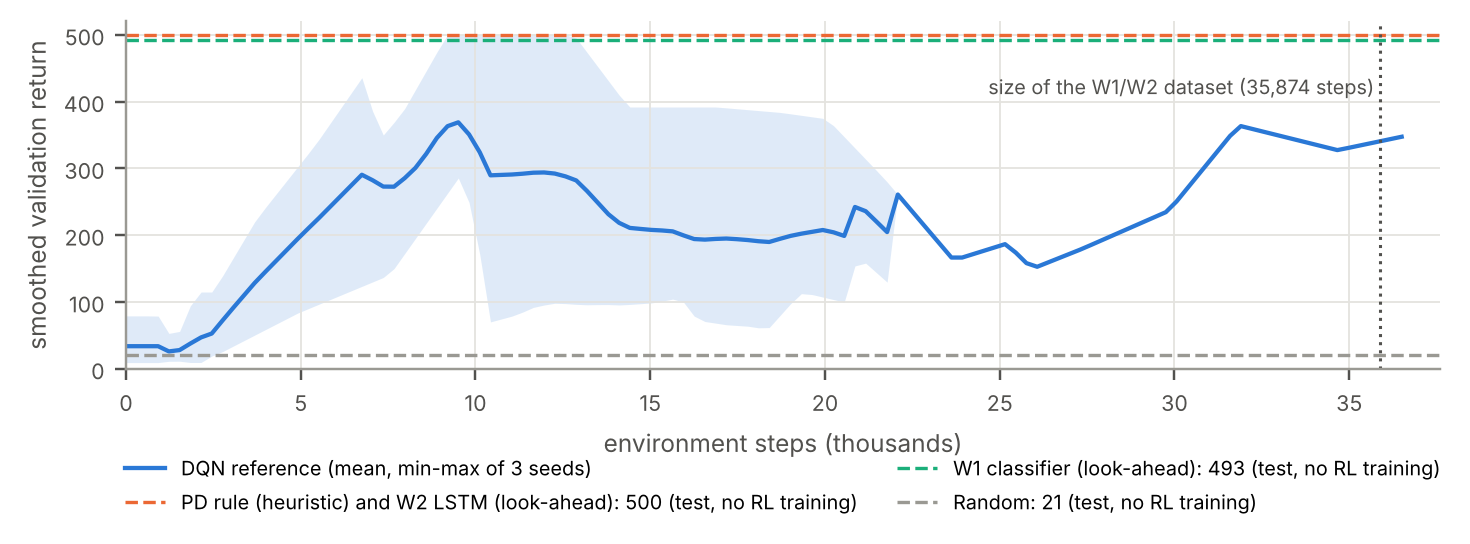 smoothed validation return
500
400
300
200
100
0
size of the W1/W2 dataset (35,874 steps)
0 5 10 15 20 25 30 35
environment steps (thousands)
DQN reference (mean, min-max of 3 seeds)
PD rule (heuristic) and W2 LSTM (look-ahead): 500 (test, no RL training)
W1 classifier (look-ahead): 493 (test, no RL training)
Random: 21 (test, no RL training)